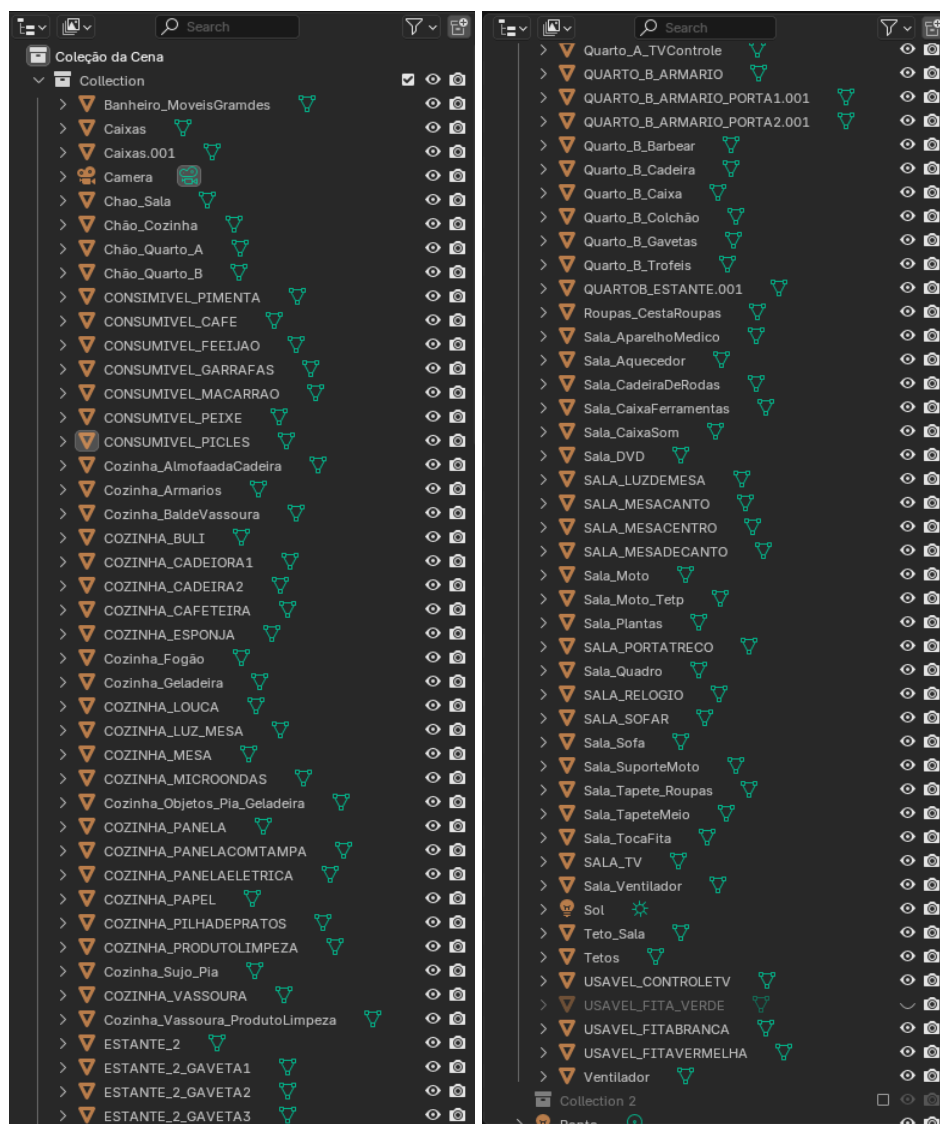 Search
Coleção da Cena
Collection
Banheiro_MoveisGramdes
Caixas
Caixas.001
Camera
Chao_Sala
Chão_Cozinha
Chão_Quarto_A
Chão_Quarto_B
CONSIMIVEL_PIMENTA
CONSUMIVEL_CAFE
CONSUMIVEL_FEEIJAO
CONSUMIVEL_GARRAFAS
CONSUMIVEL_MACARRAO
CONSUMIVEL_PEIXE
CONSUMIVEL_PICLES
Cozinha_AlmofaadaCadeira
Cozinha_Armarios
Cozinha_BaldeVassoura
COZINHA_BULI
COZINHA_CADEIORA1
COZINHA_CADEIRA2
COZINHA_CAFETEIRA
COZINHA_ESPONJA
Cozinha_Fogão
Cozinha_Geladeira
COZINHA_LOUCA
COZINHA_LUZ_MESA
COZINHA_MESA
COZINHA_MICROONDAS
Cozinha_Objetos_Pia_Geladeira
COZINHA_PANELA
COZINHA_PANELACOMTAMPA
COZINHA_PANELAELETRICA
COZINHA_PAPEL
COZINHA_PILHADEPRATOS
COZINHA_PRODUTOLIMPEZA
Cozinha_Sujo_Pia
COZINHA_VASSOURA
Cozinha_Vassoura_ProdutoLimpeza
ESTANTE_2
ESTANTE_2_GAVETA1
ESTANTE_2_GAVETA2
ESTANTE_2_GAVETA3
Search
Quarto_A_TVControle
QUARTO_B_ARMARIO
QUARTO_B_ARMARIO_PORTA1.001
QUARTO_B_ARMARIO_PORTA2.001
Quarto_B_Barbear
Quarto_B_Cadeira
Quarto_B_Caixa
Quarto_B_Colchão
Quarto_B_Gavetas
Quarto_B_Trofeis
QUARTOB_ESTANTE.001
Roupas_CestaRoupas
Sala_AparelhoMedico
Sala_Aquecedor
Sala_CadeiraDeRodas
Sala_CaixaFerramentas
Sala_CaixaSom
Sala_DVD
SALA_LUZDEMESA
SALA_MESACANTO
SALA_MESACENTRO
SALA_MESADECANTO
Sala_Moto
Sala_Moto_Tetp
Sala_Plantas
SALA_PORTATRECO
Sala_Quadro
SALA_RELOGIO
SALA_SOFAR
Sala_Sofa
Sala_SuporteMoto
Sala_Tapete_Roupas
Sala_TapeteMeio
Sala_TocaFita
SALA_TV
Sala_Ventilador
Sol
Teto_Sala
Tetos
USAVEL_CONTROLETV
USAVEL_FITA_VERDE
USAVEL_FITABRANCA
USAVEL_FITAVERMELHA
Ventilador
Collection 2